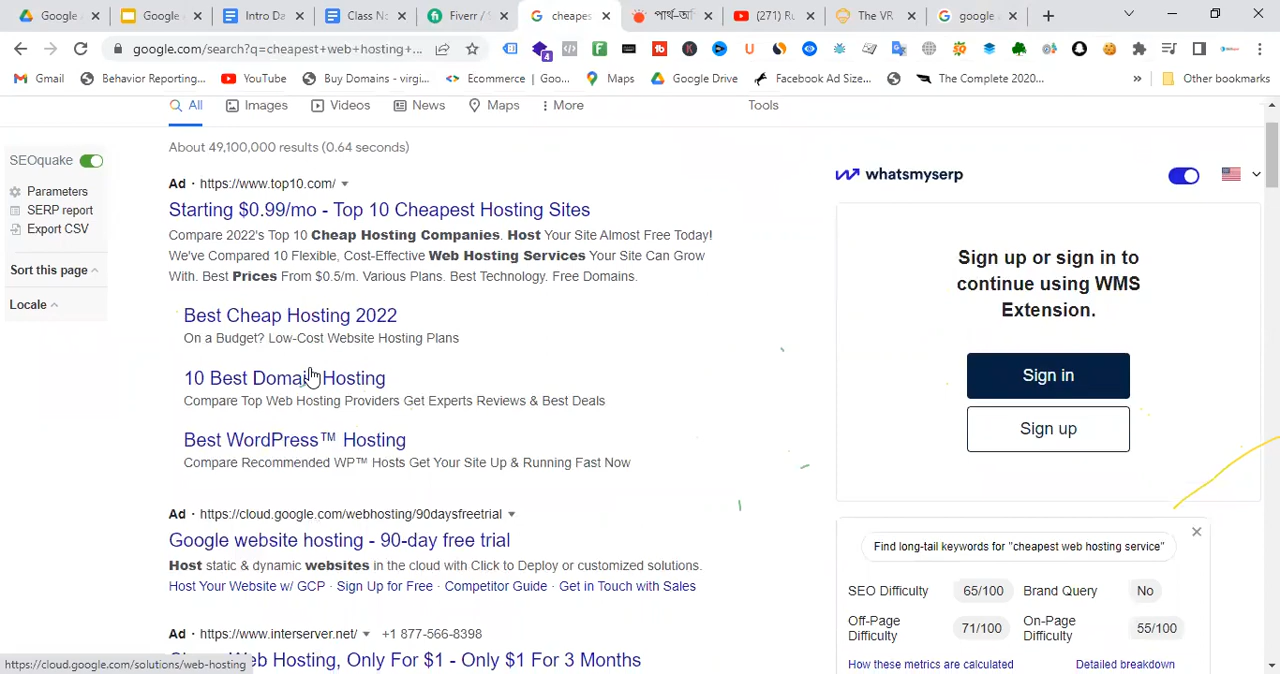 Google
Google
Intro Da
Class No
Fiverr / S
cheapes
পার্থ-অর্পি
(271) Ru
The VR
google
google.com/search?q=cheapest+web+hosting+...
Gmail
Behavior Reporting...
YouTube
Buy Domains - virgi...
Ecommerce | Goo...
Maps
Google Drive
Facebook Ad Size...
The Complete 2020...
»
Other bookmarks
All
Images
Videos
News
Maps
More
Tools
About 49,100,000 results (0.64 seconds)
SEOquake
Parameters
SERP report
Export CSV
Sort this page
Locale
Ad · https://www.top10.com/
Starting $0.99/mo - Top 10 Cheapest Hosting Sites
Compare 2022's Top 10 Cheap Hosting Companies. Host Your Site Almost Free Today!
We've Compared 10 Flexible, Cost-Effective Web Hosting Services Your Site Can Grow
With. Best Prices From $0.5/m. Various Plans. Best Technology. Free Domains.
Best Cheap Hosting 2022
On a Budget? Low-Cost Website Hosting Plans
10 Best Domain Hosting
Compare Top Web Hosting Providers Get Experts Reviews & Best Deals
Best WordPress™ Hosting
Compare Recommended WP™ Hosts Get Your Site Up & Running Fast Now
Ad · https://cloud.google.com/webhosting/90daysfreetrial
Google website hosting - 90-day free trial
Host static & dynamic websites in the cloud with Click to Deploy or customized solutions.
Host Your Website w/ GCP · Sign Up for Free · Competitor Guide · Get in Touch with Sales
Ad · https://www.interserver.net/ +1 877-566-8398
Web Hosting, Only For $1 - Only $1 For 3 Months
https://cloud.google.com/solutions/web-hosting
whatsmyserp
Sign up or sign in to
continue using WMS
Extension.
Sign in
Sign up
Find long-tail keywords for "cheapest web hosting service"
SEO Difficulty 65/100 Brand Query No
Off-Page Difficulty 71/100 On-Page Difficulty 55/100
How these metrics are calculated
Detailed breakdown